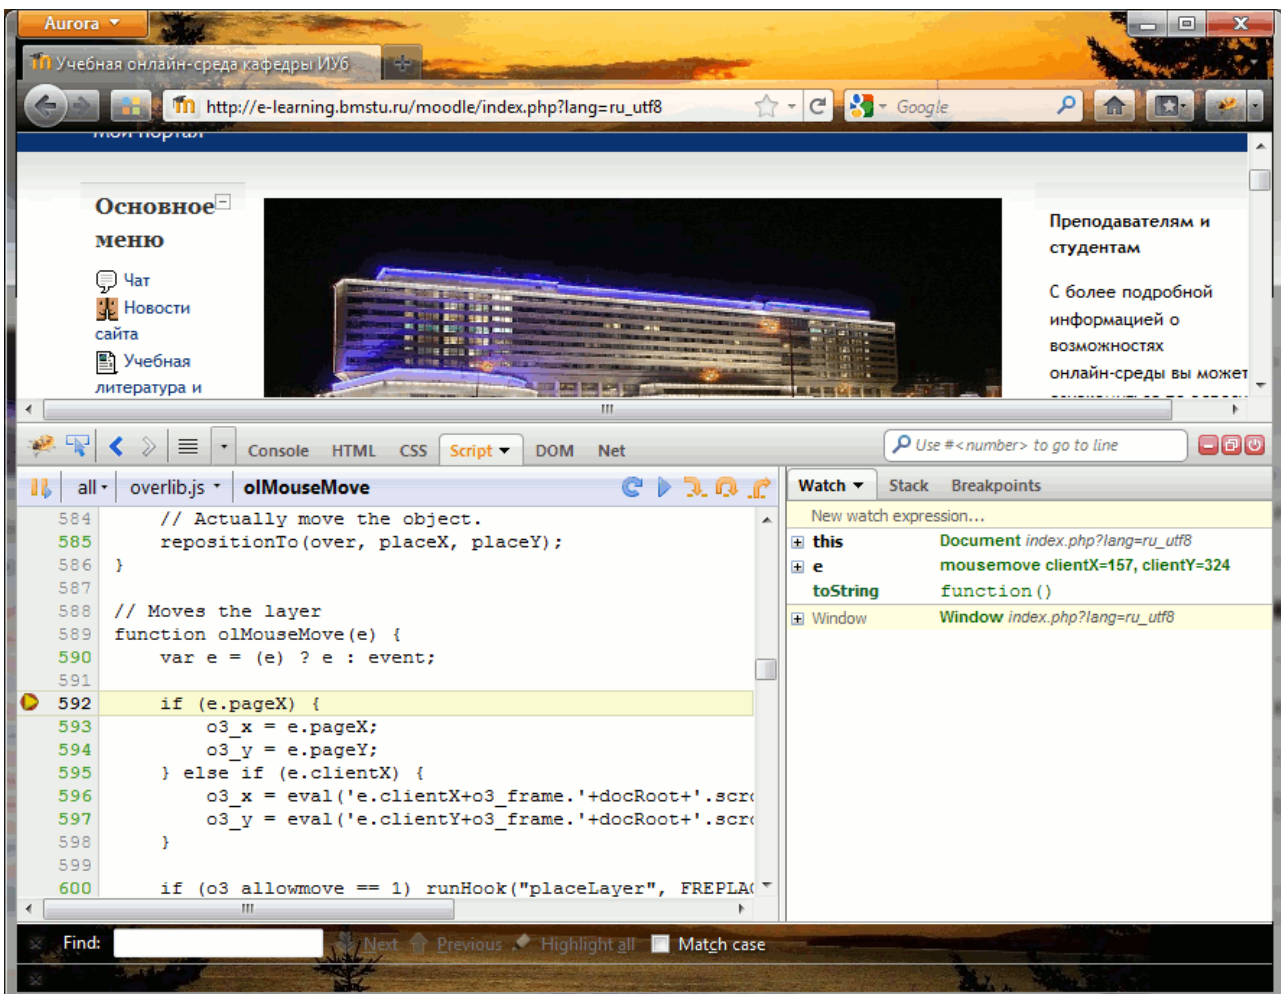 Aurora
Учебная онлайн-среда кафедры ИУ6
http://e-learning.bmstu.ru/moodle/index.php?lang=ru_utf8
Google
Мой портал
Основное
меню
Чат
Новости
сайта
Учебная
литература и
Преподавателям и
студентам
С более подробной
информацией о
возможностях
онлайн-среды вы может
Console HTML CSS Script DOM Net
Use #<number> to go to line
all overlib.js olMouseMove
Watch Stack Breakpoints
New watch expression...
this Document index.php?lang=ru_utf8
e mousemove clientX=157, clientY=324
toString function()
Window Window index.php?lang=ru_utf8
584 // Actually move the object.
585 repositionTo(over, placeX, placeY);
586 }
587
588 // Moves the layer
589 function olMouseMove(e) {
590 var e = (e) ? e : event;
591
592 if (e.pageX) {
593 o3_x = e.pageX;
594 o3_y = e.pageY;
595 } else if (e.clientX) {
596 o3_x = eval('e.clientX+o3_frame.'+docRoot+'.scro
597 o3_y = eval('e.clientY+o3_frame.'+docRoot+'.scro
598 }
599
600 if (o3_allowmove == 1) runHook("placeLayer", FREPLAC
Find: Next Previous Highlight all Match case